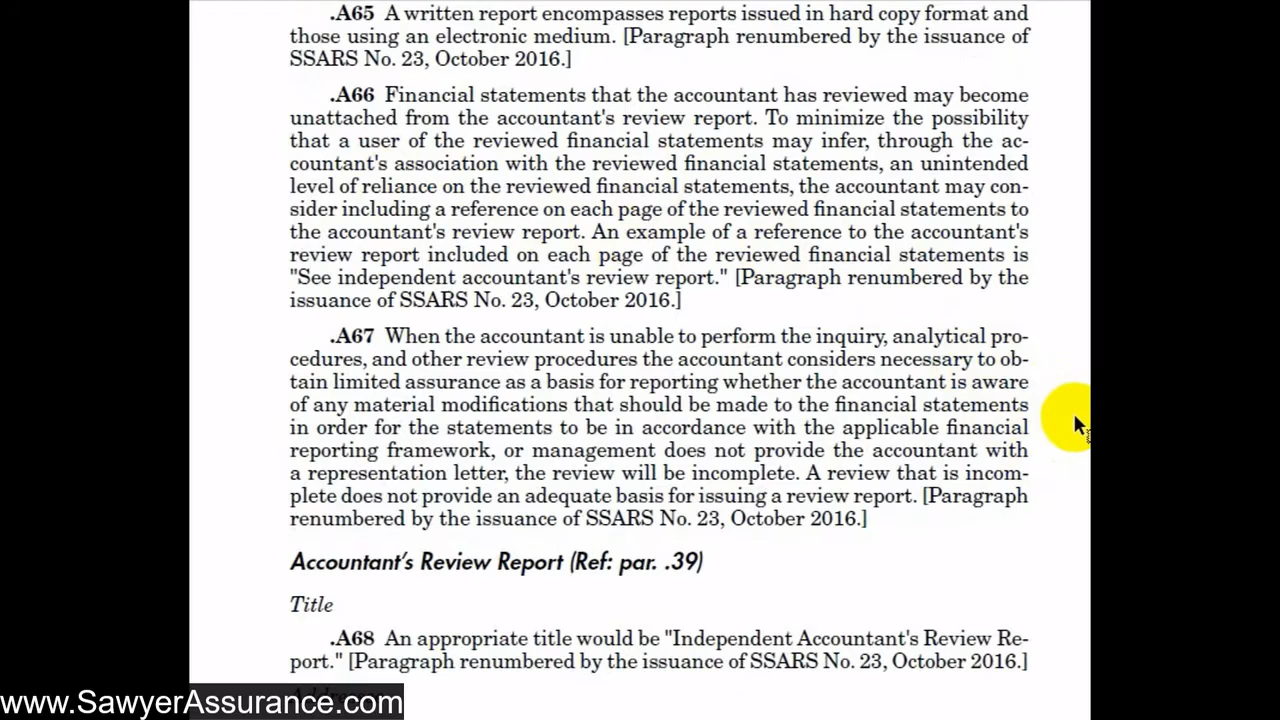 .A65 A written report encompasses reports issued in hard copy format and
those using an electronic medium. [Paragraph renumbered by the issuance of
SSARS No. 23, October 2016.]
.A66 Financial statements that the accountant has reviewed may become
unattached from the accountant's review report. To minimize the possibility
that a user of the reviewed financial statements may infer, through the ac-
countant's association with the reviewed financial statements, an unintended
level of reliance on the reviewed financial statements, the accountant may con-
sider including a reference on each page of the reviewed financial statements to
the accountant's review report. An example of a reference to the accountant's
review report included on each page of the reviewed financial statements is
"See independent accountant's review report." [Paragraph renumbered by the
issuance of SSARS No. 23, October 2016.]
.A67 When the accountant is unable to perform the inquiry, analytical pro-
cedures, and other review procedures the accountant considers necessary to ob-
tain limited assurance as a basis for reporting whether the accountant is aware
of any material modifications that should be made to the financial statements
in order for the statements to be in accordance with the applicable financial
reporting framework, or management does not provide the accountant with
a representation letter, the review will be incomplete. A review that is incom-
plete does not provide an adequate basis for issuing a review report. [Paragraph
renumbered by the issuance of SSARS No. 23, October 2016.]
Accountant's Review Report (Ref: par. .39)
Title
.A68 An appropriate title would be "Independent Accountant's Review Re-
port." [Paragraph renumbered by the issuance of SSARS No. 23, October 2016.]
www.SawyerAssurance.com